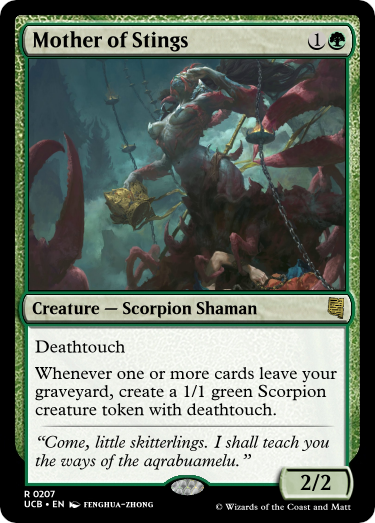 Mother of Stings 1
Creature — Scorpion Shaman
Deathtouch
Whenever one or more cards leave your
graveyard, create a 1/1 green Scorpion
creature token with deathtouch.
“Come, little skitterlings. I shall teach you
the ways of the aqrabuamelu.”
2/2
R 0207
UCB • EN FENGHUA-ZHONG
© Wizards of the Coast and Matt